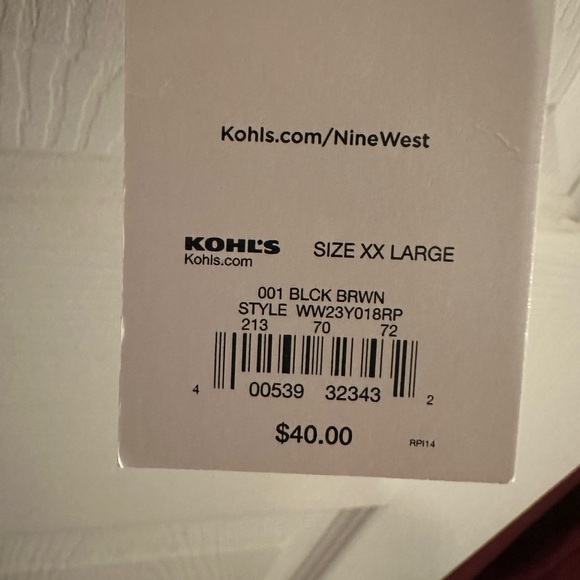 Kohls.com/NineWest
KOHL'S SIZE XX LARGE
Kohls.com
001 BLCK BRWN
STYLE WW23Y018RP
213 70 72
4 00539 32343 2
$40.00
RPI14